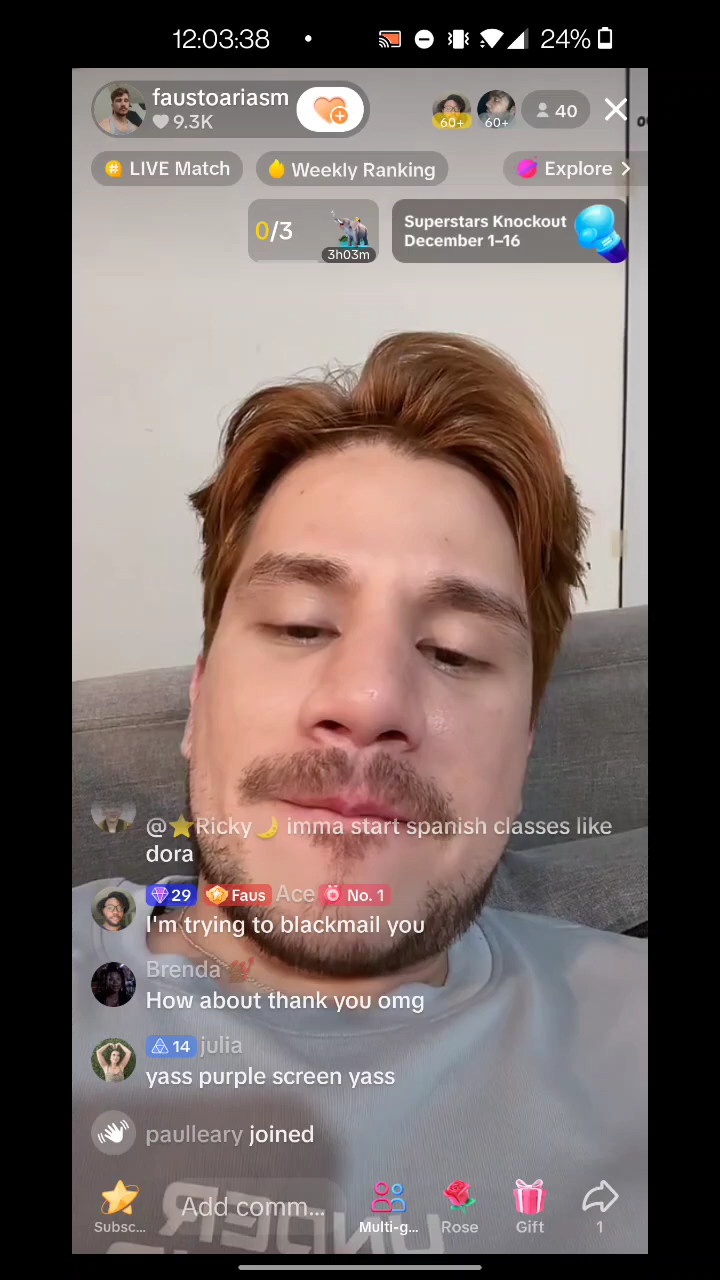 12:03:38
24%
faustoariasm
9.3K
60+
60+
40
LIVE Match
Weekly Ranking
Explore
0/3
3h03m
Superstars Knockout
December 1–16
@⭐Ricky🌙 imma start spanish classes like
dora
29 Faus Ace No. 1
I'm trying to blackmail you
Brenda
How about thank you omg
14 julia
yass purple screen yass
paulleary joined
Add comm...
Subsc...
Multi-g...
Rose
Gift
1
UNDER